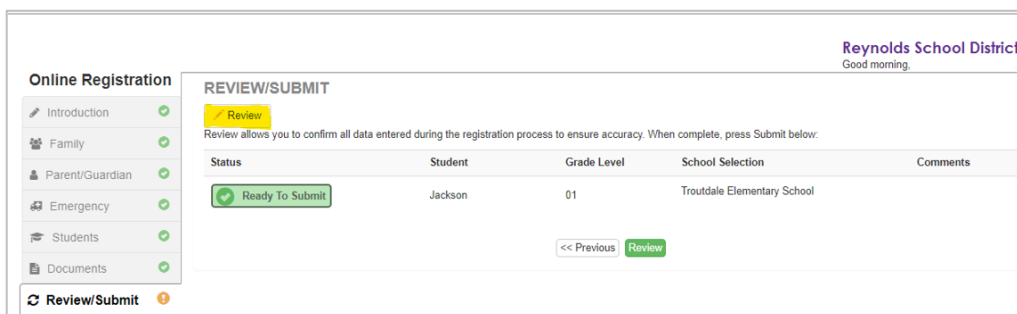 Reynolds School District
Good morning,
Online Registration
Introduction
Family
Parent/Guardian
Emergency
Students
Documents
Review/Submit
REVIEW/SUBMIT
Review
Review allows you to confirm all data entered during the registration process to ensure accuracy. When complete, press Submit below:
Status Student Grade Level School Selection Comments
Ready To Submit Jackson 01 Troutdale Elementary School
<< Previous Review